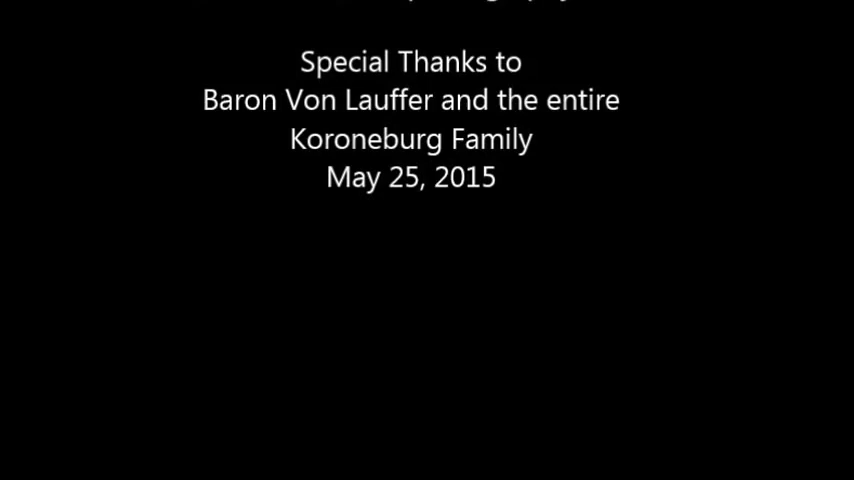 Special Thanks to
Baron Von Lauffer and the entire
Koroneburg Family
May 25, 2015